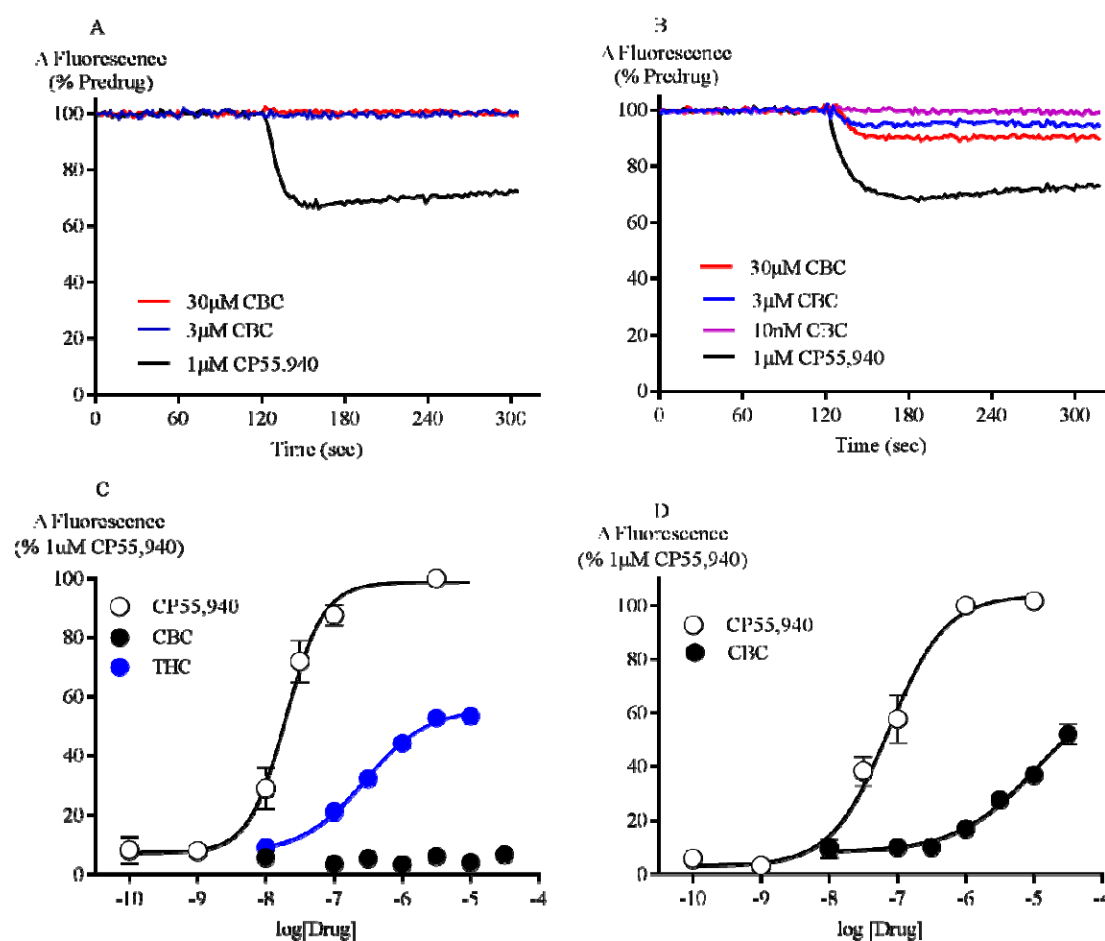 A
Δ Fluorescence
(% Predrug)
100
80
60
40
20
0
30µM CBC
3µM CBC
1µM CP55,940
0 60 120 180 240 300
Time (sec)
B
Δ Fluorescence
(% Predrug)
100
80
60
40
20
0
30µM CBC
3µM CBC
10nM CBC
1µM CP55,940
0 60 120 180 240 300
Time (sec)
C
Δ Fluorescence
(% 1uM CP55,940)
100
80
60
40
20
0
CP55,940
CBC
THC
-10 -9 -8 -7 -6 -5 -4
log[Drug]
D
Δ Fluorescence
(% 1µM CP55,940)
100
80
60
40
20
0
CP55,940
CBC
-10 -9 -8 -7 -6 -5 -4
log [Drug]